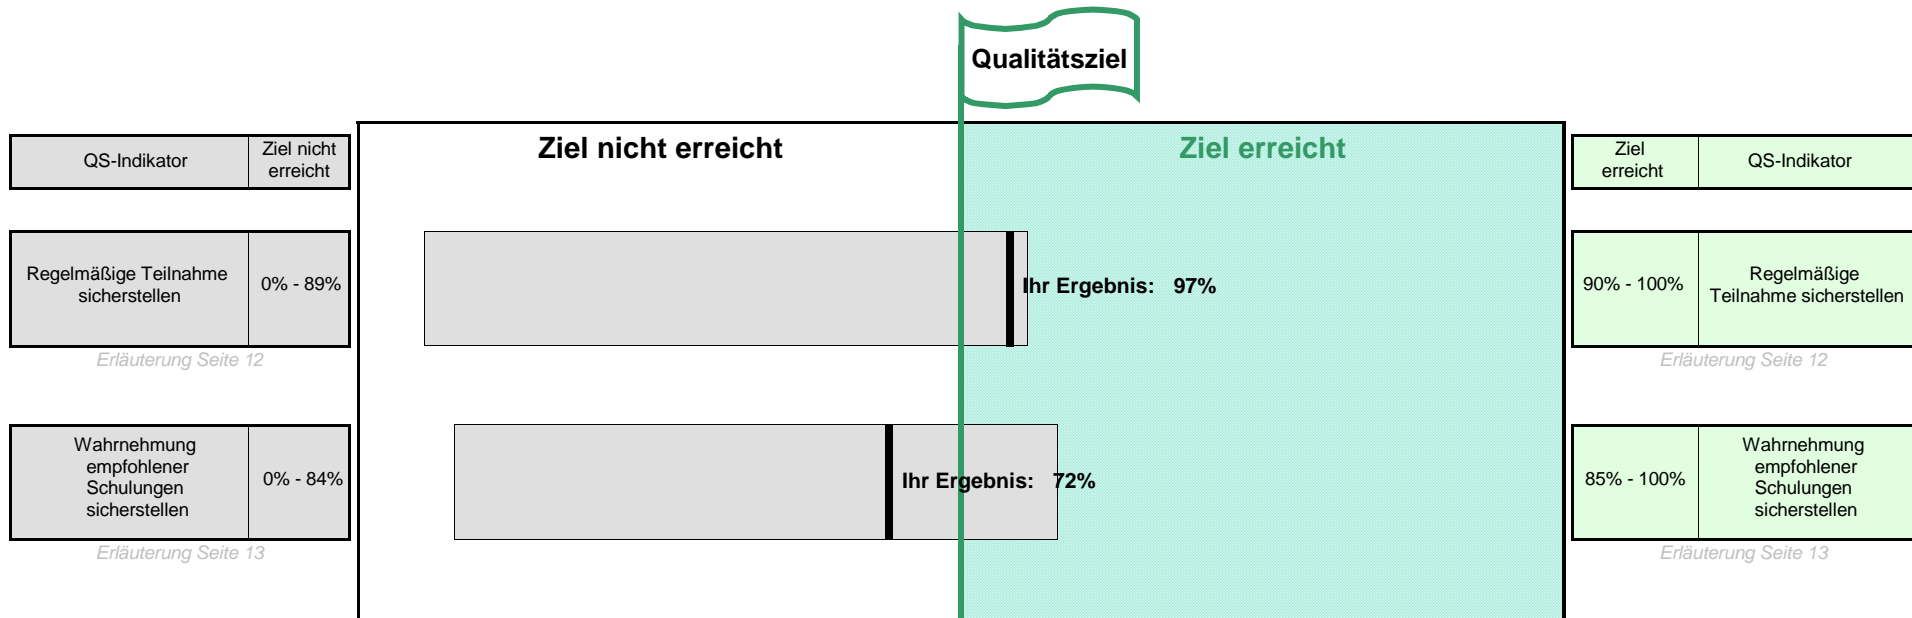 Qualitätsziel
QS-Indikator
Ziel nicht
erreicht
Ziel nicht erreicht
Ziel erreicht
Ziel
erreicht
QS-Indikator
Regelmäßige Teilnahme
sicherstellen
0% - 89%
Ihr Ergebnis: 97%
90% - 100%
Regelmäßige
Teilnahme sicherstellen
Erläuterung Seite 12
Erläuterung Seite 12
Wahrnehmung
empfohlener
Schulungen
sicherstellen
0% - 84%
Ihr Ergebnis: 72%
85% - 100%
Wahrnehmung
empfohlener
Schulungen
sicherstellen
Erläuterung Seite 13
Erläuterung Seite 13